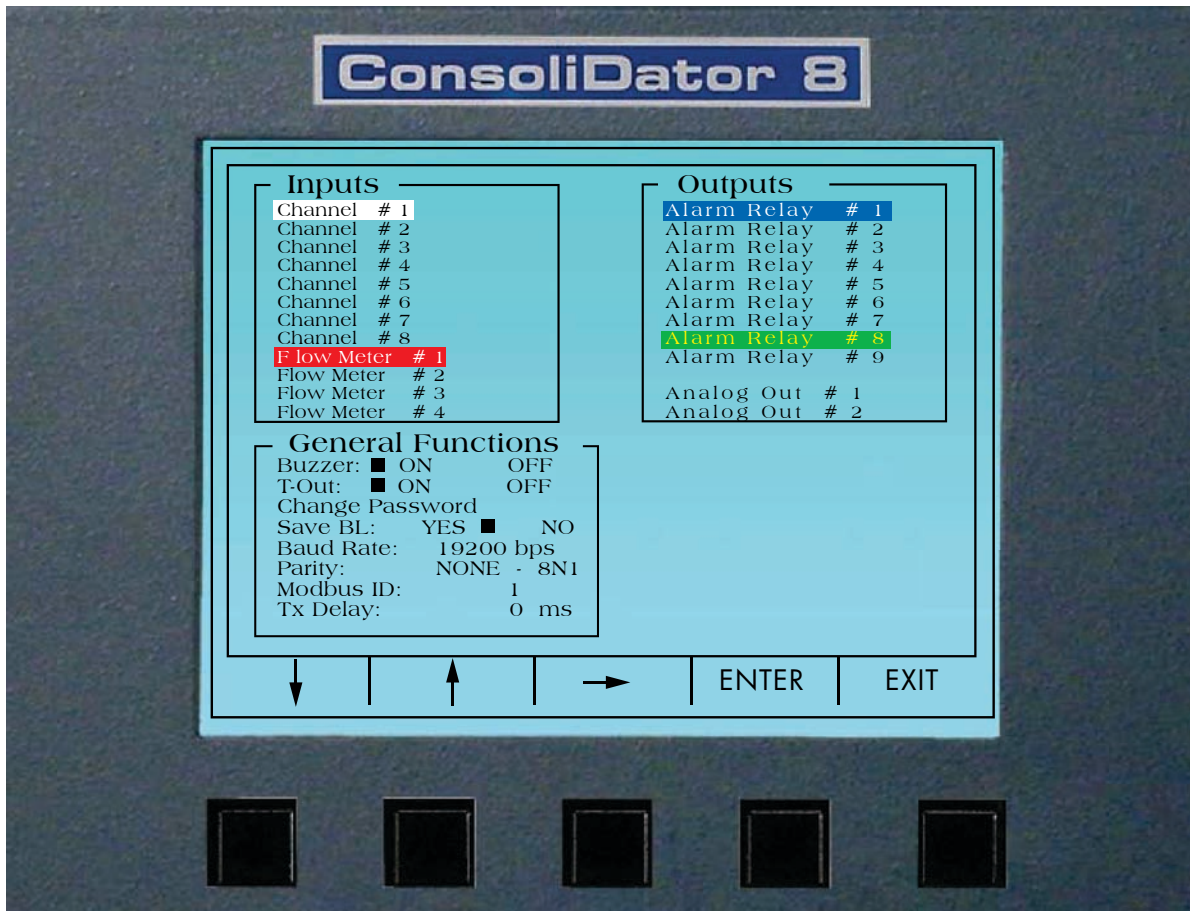 ConsoliDator 8
Inputs
Channel # 1
Channel # 2
Channel # 3
Channel # 4
Channel # 5
Channel # 6
Channel # 7
Channel # 8
Flow Meter # 1
Flow Meter # 2
Flow Meter # 3
Flow Meter # 4
Outputs
Alarm Relay # 1
Alarm Relay # 2
Alarm Relay # 3
Alarm Relay # 4
Alarm Relay # 5
Alarm Relay # 6
Alarm Relay # 7
Alarm Relay # 8
Alarm Relay # 9
Analog Out # 1
Analog Out # 2
General Functions
Buzzer: ■ ON OFF
T-Out: ■ ON OFF
Change Password
Save BL: YES ■ NO
Baud Rate: 19200 bps
Parity: NONE - 8N1
Modbus ID: 1
Tx Delay: 0 ms
ENTER EXIT